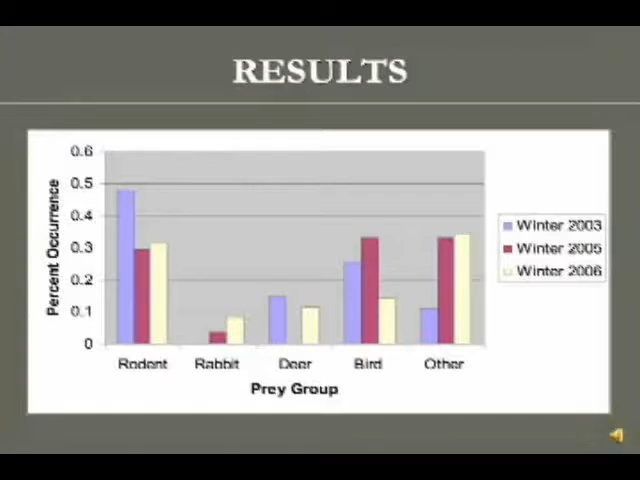 RESULTS
0.6
0.5
0.4
0.3
0.2
0.1
0
Percent Occurrence
Rodent Rabbit Deer Bird Other
Prey Group
Winter 2003
Winter 2005
Winter 2006